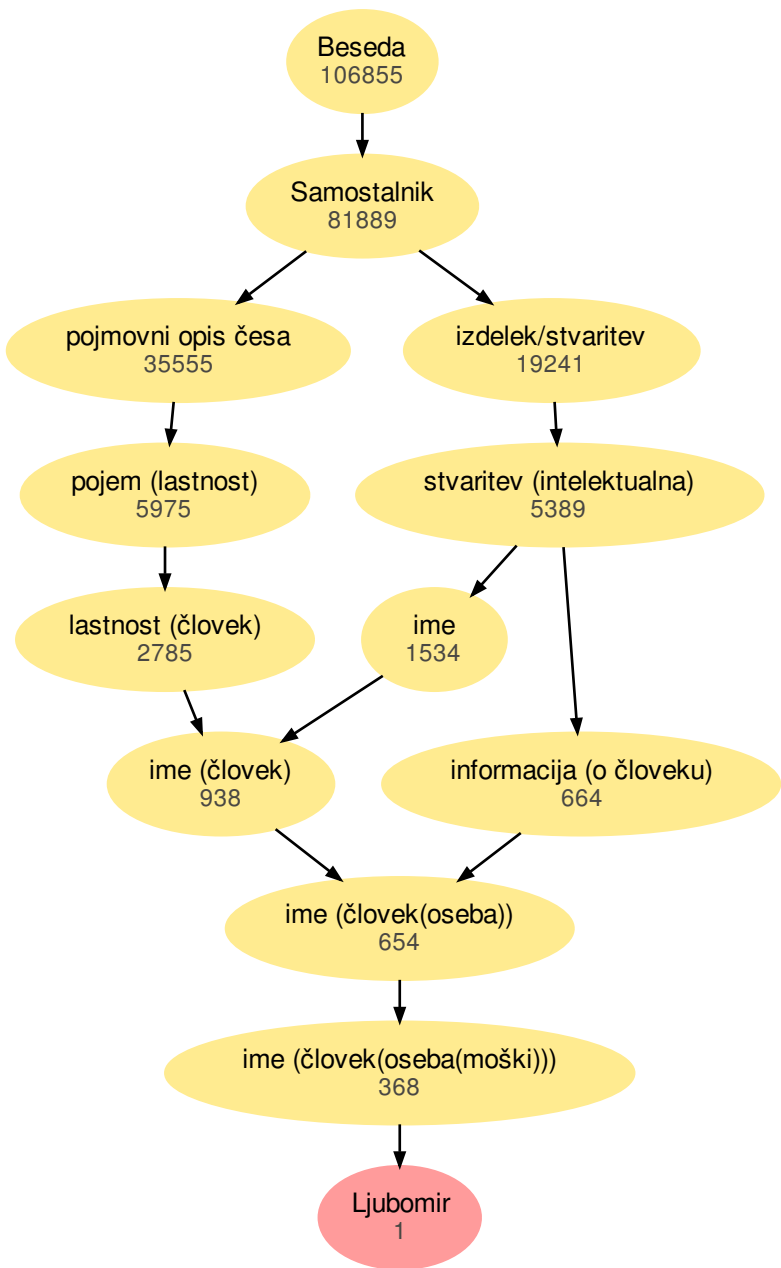 Beseda
106855
Samostalnik
81889
pojmovni opis česa
35555
izdelek/stvaritev
19241
pojem (lastnost)
5975
stvaritev (intelektualna)
5389
lastnost (človek)
2785
ime
1534
ime (človek)
938
informacija (o človeku)
664
ime (človek(oseba))
654
ime (človek(oseba(moški)))
368
Ljubomir
1